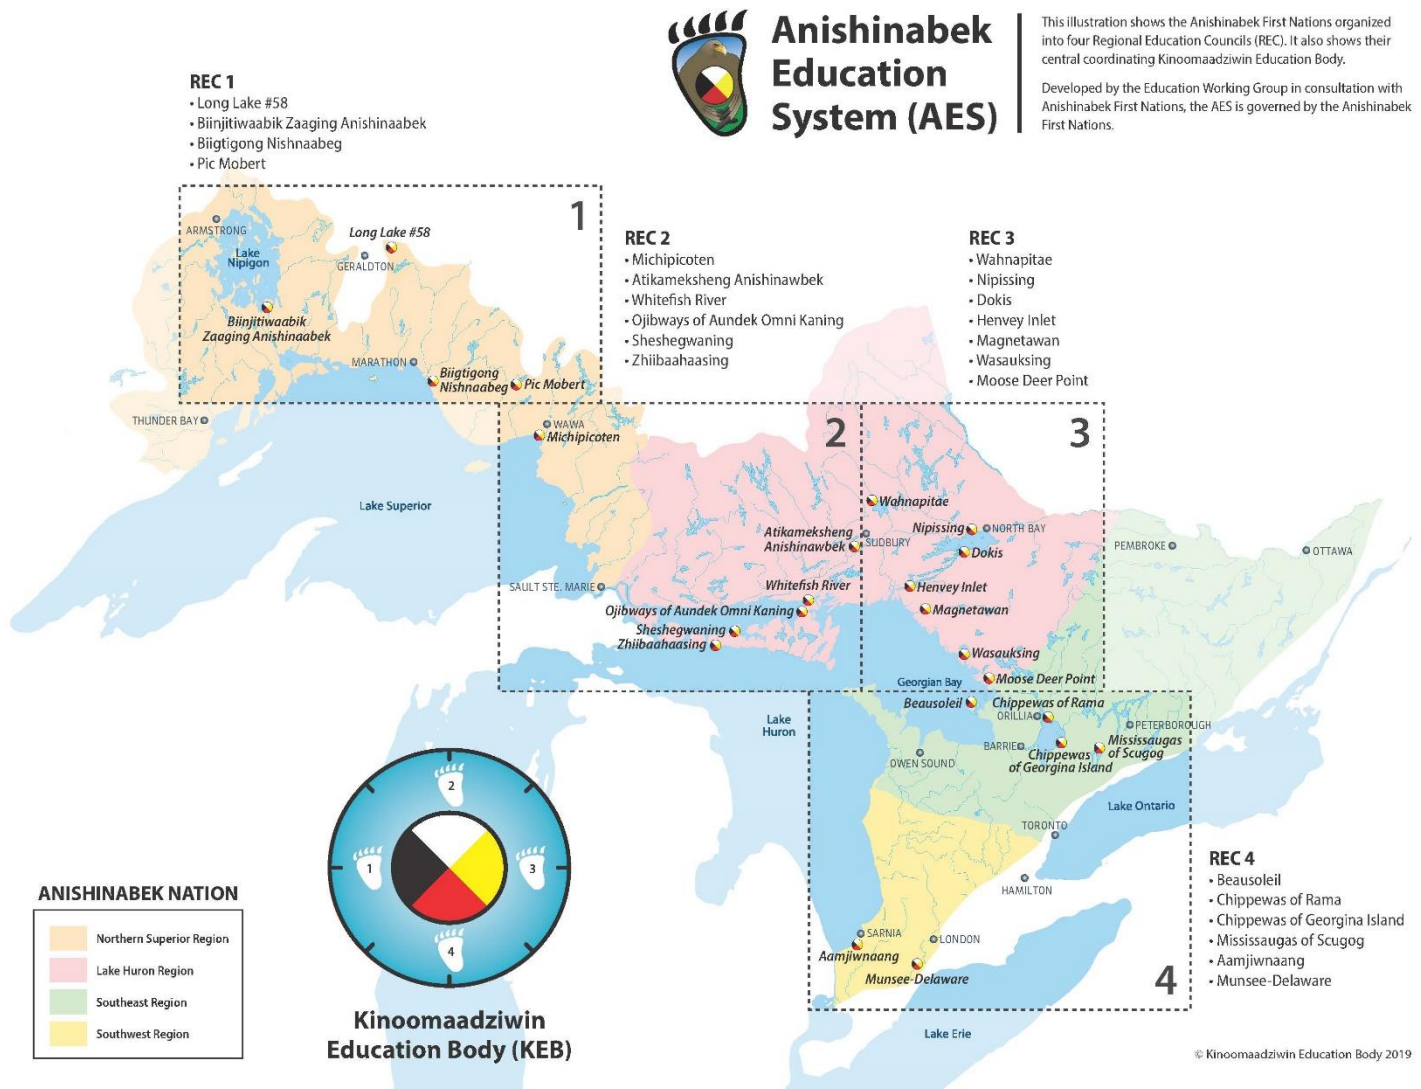 Anishinabek
Education
System (AES)
This illustration shows the Anishinabek First Nations organized
into four Regional Education Councils (REC). It also shows their
central coordinating Kinoomaadziwin Education Body.
Developed by the Education Working Group in consultation with
Anishinabek First Nations, the AES is governed by the Anishinabek
First Nations.
REC 1
• Long Lake #58
• Biinjitiwaabik Zaaging Anishinaabek
• Biigtigong Nishnaabeg
• Pic Mobert
1
ARMSTRONG
Lake
Nipigon
Long Lake #58
GERALDTON
Biinjitiwaabik
Zaaging Anishinaabek
MARATHON
Biigtigong
Nishnaabeg
Pic Mobert
THUNDER BAY
REC 2
• Michipicoten
• Atikameksheng Anishinawbek
• Whitefish River
• Ojibways of Aundek Omni Kaning
• Sheshegwaning
• Zhiibaahaasing
REC 3
• Wahnapitae
• Nipissing
• Dokis
• Henvey Inlet
• Magnetawan
• Wasauksing
• Moose Deer Point
2
3
WAWA
Michipicoten
Lake Superior
Wahnapitae
Atikameksheng
Anishinawbek
SUDBURY
Nipissing
NORTH BAY
Dokis
PEMBROKE
OTTAWA
SAULT STE. MARIE
Whitefish River
Henvey Inlet
Ojibways of Aundek Omni Kaning
Magnetawan
Sheshegwaning
Zhiibaahaasing
Wasauksing
Georgian Bay
Moose Deer Point
Beausoleil
Chippewas of Rama
Lake
Huron
ORILLIA
PETERBOROUGH
BARRIE
Chippewas
of Georgina Island
Mississaugas
of Scugog
OWEN SOUND
Lake Ontario
TORONTO
HAMILTON
SARNIA
LONDON
Aamjiwnaang
Munsee-Delaware
4
Lake Erie
REC 4
• Beausoleil
• Chippewas of Rama
• Chippewas of Georgina Island
• Mississaugas of Scugog
• Aamjiwnaang
• Munsee-Delaware
ANISHINABEK NATION
Northern Superior Region
Lake Huron Region
Southeast Region
Southwest Region
2
1
3
4
Kinoomaadziwin
Education Body (KEB)
© Kinoomaadziwin Education Body 2019